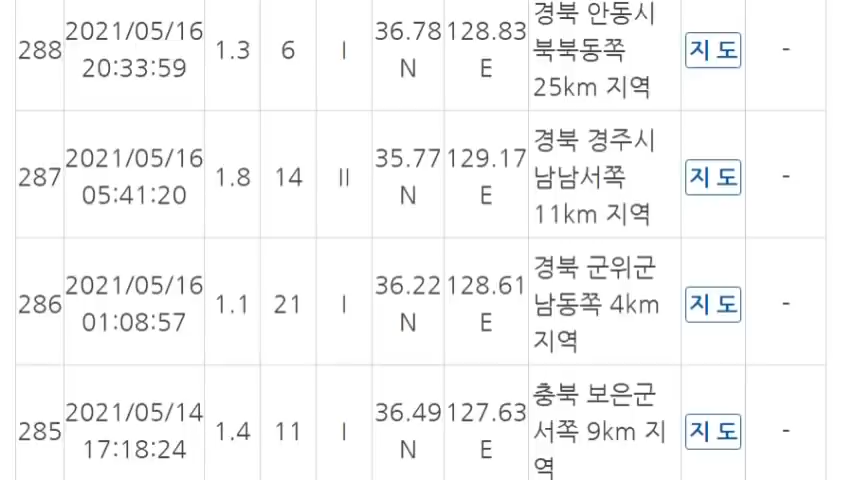 288 2021/05/16 20:33:59 1.3 6 Ⅰ 36.78 N 128.83 E 경북 안동시 북북동쪽 25km 지역 지 도 -
287 2021/05/16 05:41:20 1.8 14 Ⅱ 35.77 N 129.17 E 경북 경주시 남남서쪽 11km 지역 지 도 -
286 2021/05/16 01:08:57 1.1 21 Ⅰ 36.22 N 128.61 E 경북 군위군 남동쪽 4km 지역 지 도 -
285 2021/05/14 17:18:24 1.4 11 Ⅰ 36.49 N 127.63 E 충북 보은군 서쪽 9km 지역 지 도 -